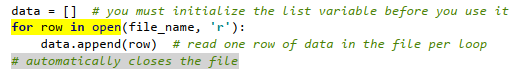 data = []  # you must initialize the list variable before you use it
for row in open(file_name, 'r'):
    data.append(row)  # read one row of data in the file per loop
# automatically closes the file